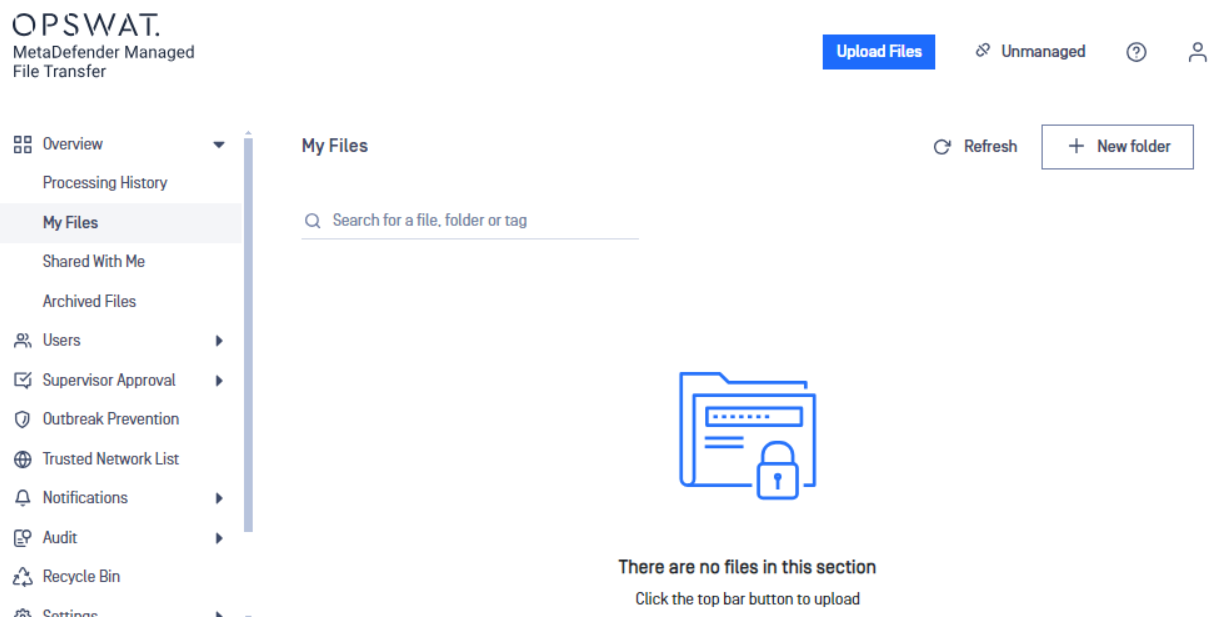 OPSWAT.
MetaDefender Managed
File Transfer
Upload Files
Unmanaged
Overview
Processing History
My Files
Shared With Me
Archived Files
Users
Supervisor Approval
Outbreak Prevention
Trusted Network List
Notifications
Audit
Recycle Bin
Settings
My Files
Refresh
+ New folder
Search for a file, folder or tag
There are no files in this section
Click the top bar button to upload